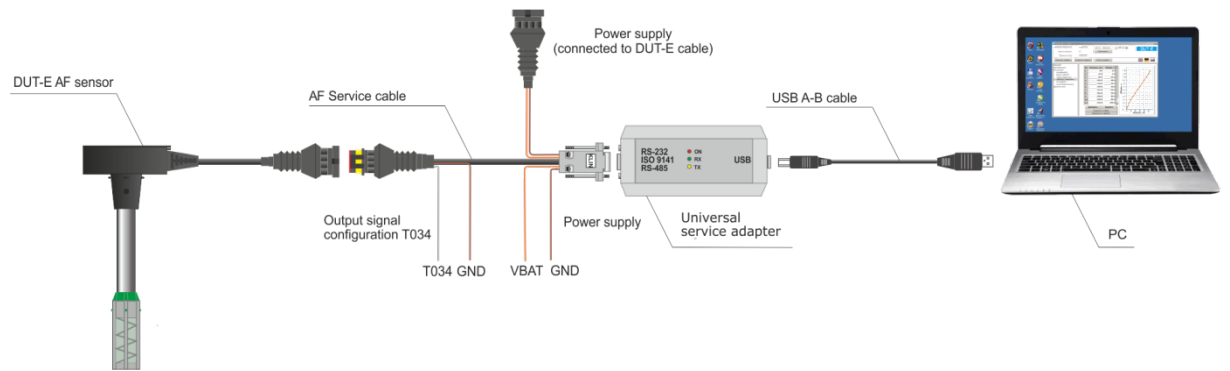 Power supply
(connected to DUT-E cable)
DUT-E AF sensor
AF Service cable
USB A-B cable
KLIN
RS-232
ISO 9141
RS-485
ON
RX
TX
USB
DUT-E
Output signal
configuration T034
Power supply
Universal
service adapter
PC
T034 GND
VBAT GND